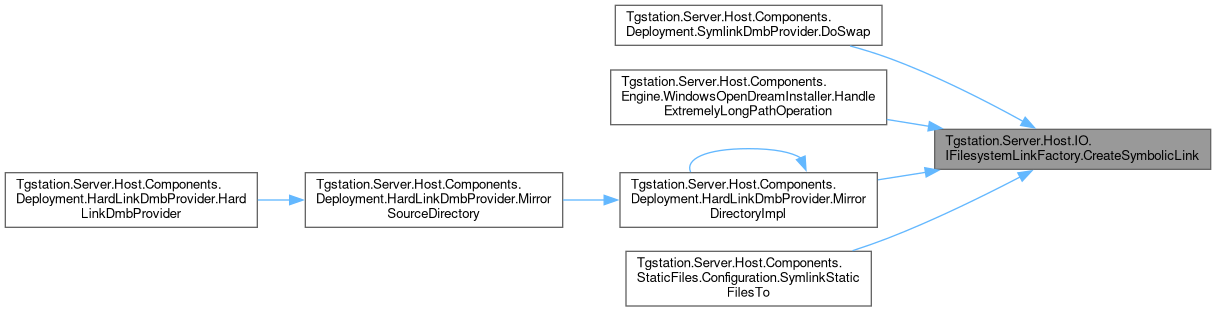 Tgstation.Server.Host.Components.
Deployment.SymlinkDmbProvider.DoSwap
Tgstation.Server.Host.Components.
Engine.WindowsOpenDreamInstaller.Handle
ExtremelyLongPathOperation
Tgstation.Server.Host.IO.
IFilesystemLinkFactory.CreateSymbolicLink
Tgstation.Server.Host.Components.
Deployment.HardLinkDmbProvider.Hard
LinkDmbProvider
Tgstation.Server.Host.Components.
Deployment.HardLinkDmbProvider.Mirror
SourceDirectory
Tgstation.Server.Host.Components.
Deployment.HardLinkDmbProvider.Mirror
DirectoryImpl
Tgstation.Server.Host.Components.
StaticFiles.Configuration.SymlinkStatic
FilesTo